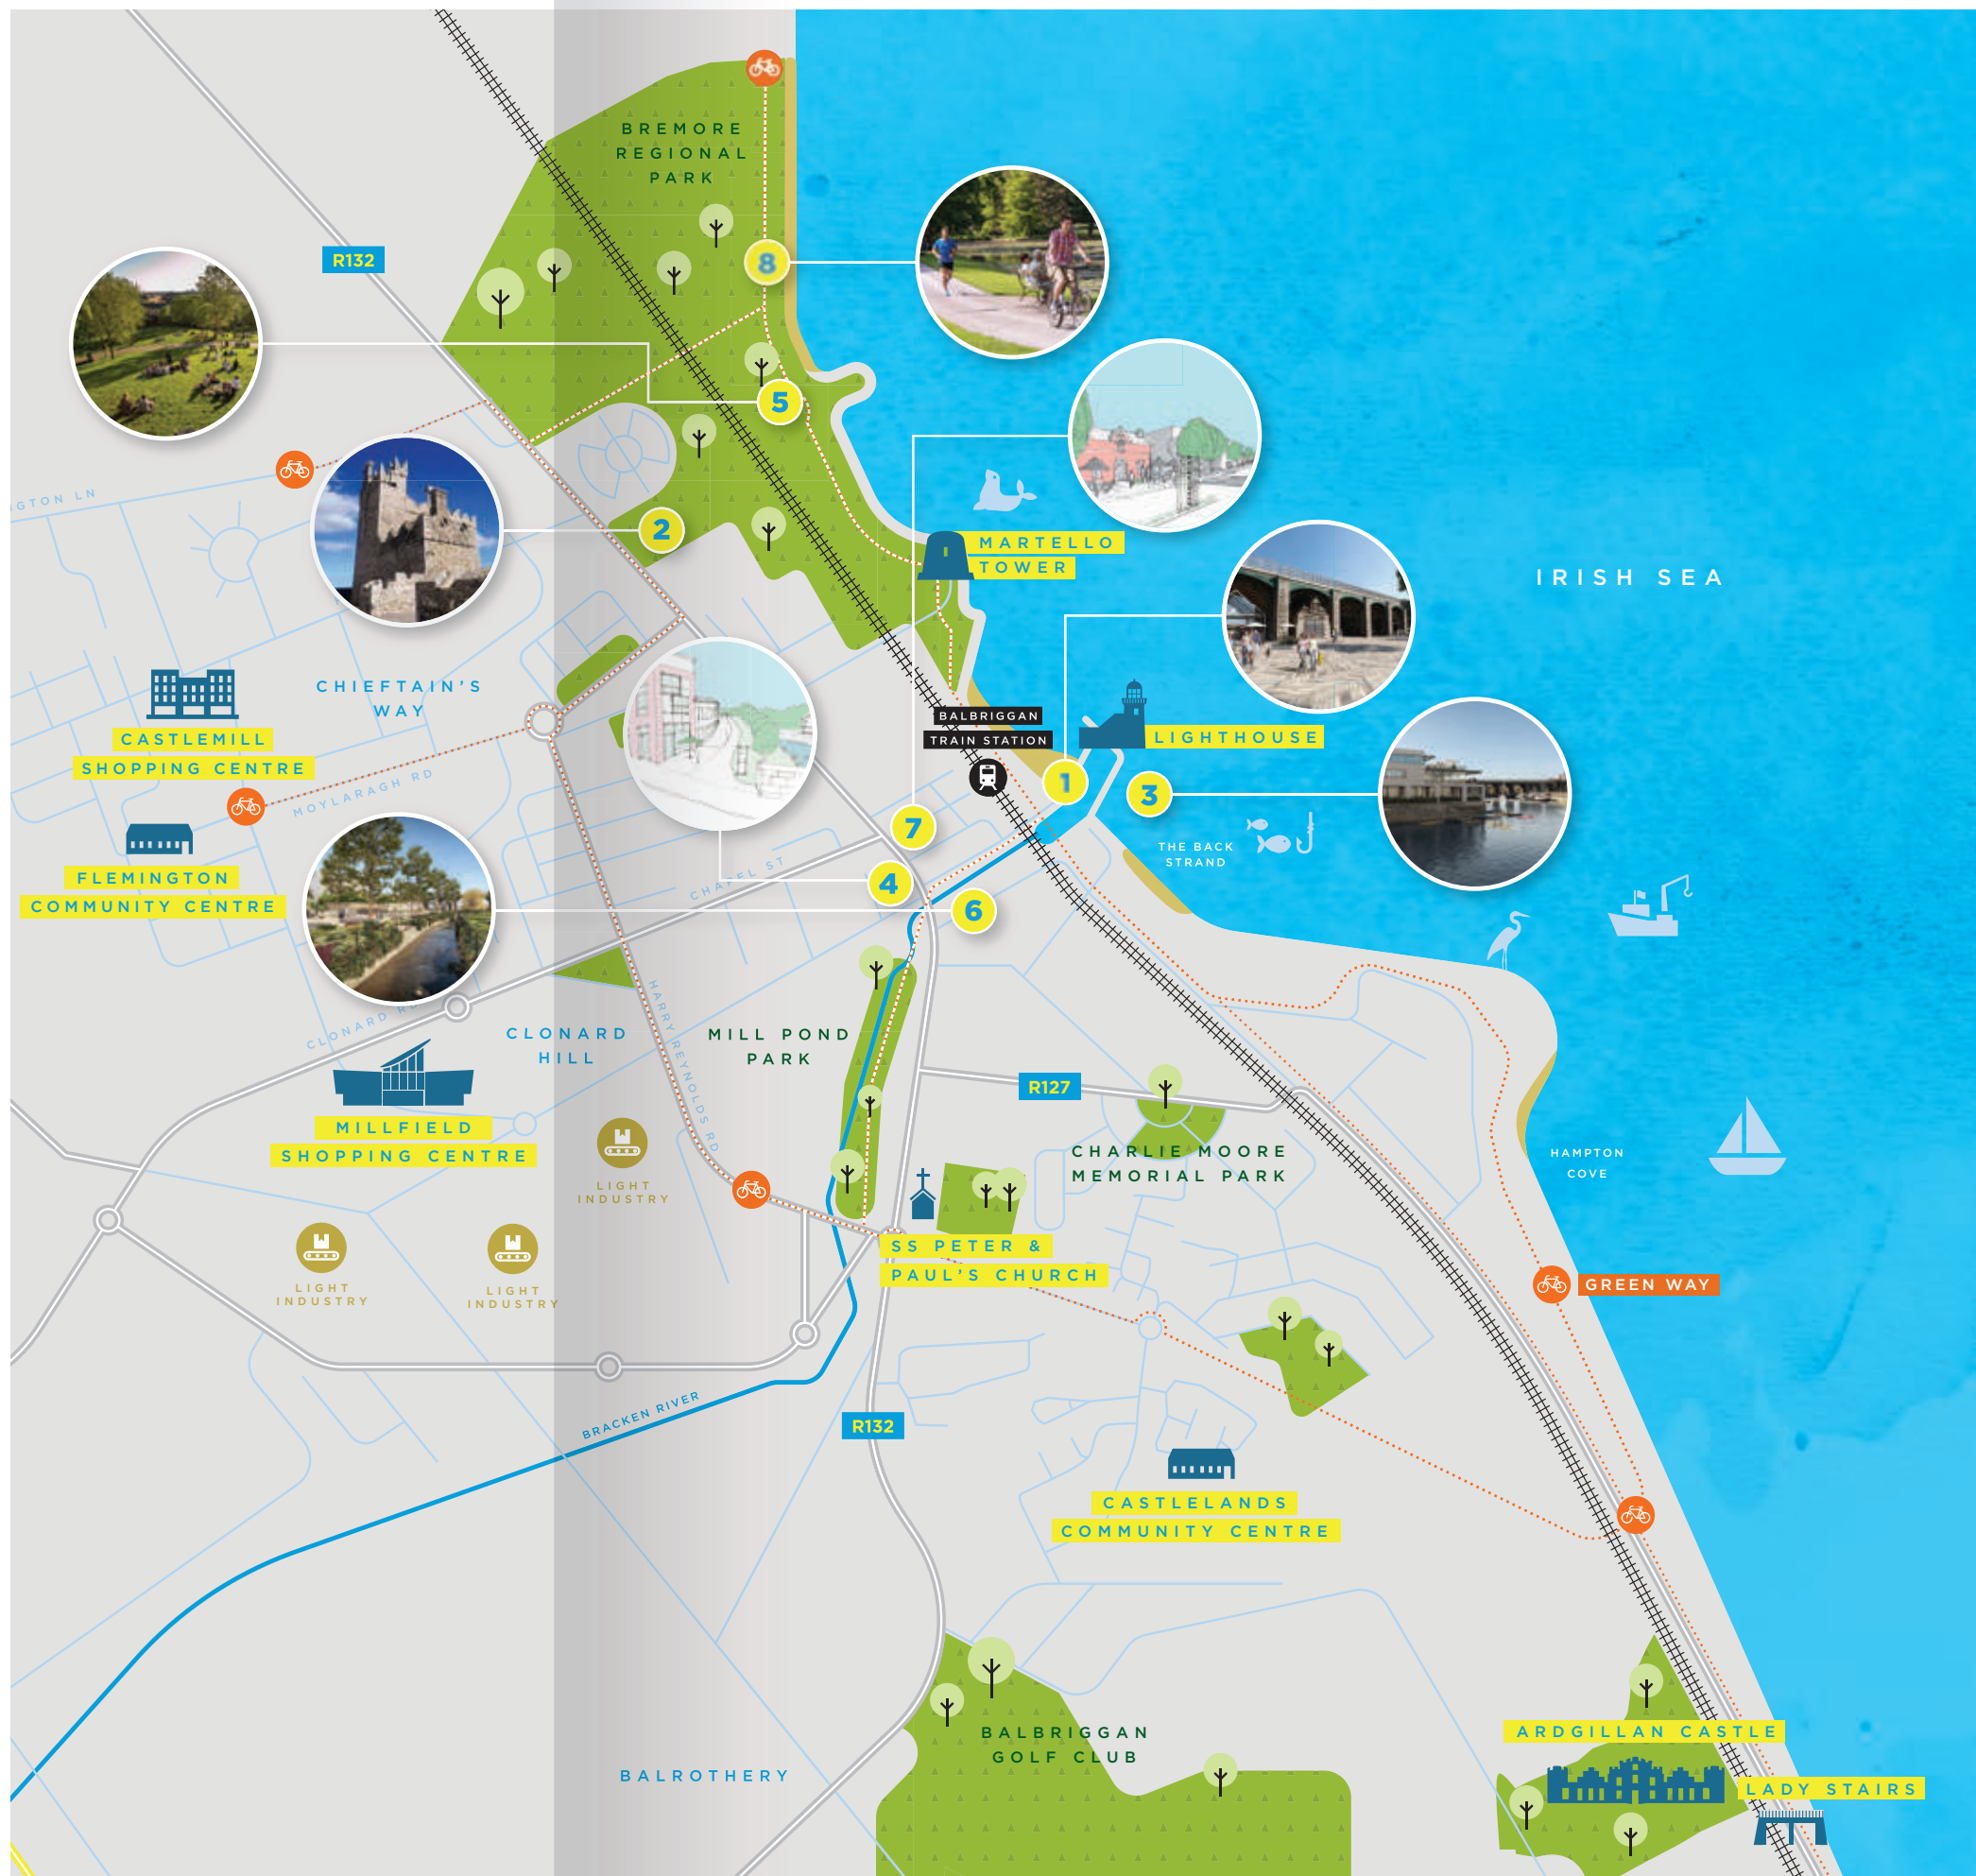 BREMORE
REGIONAL
PARK
R132
8
5
2
MARTELLO
TOWER
IRISH SEA
CHIEFTAIN'S
WAY
CASTLEMILL
SHOPPING CENTRE
MOYLARAGH RD
FLEMINGTON
COMMUNITY CENTRE
BALBRIGGAN
TRAIN STATION
LIGHTHOUSE
1
3
7
4
6
THE BACK
STRAND
CHAPEL ST
CLONARD
HILL
HARRY REYNOLDS RD
MILL POND
PARK
MILLFIELD
SHOPPING CENTRE
R127
CHARLIE MOORE
MEMORIAL PARK
HAMPTON
COVE
LIGHT
INDUSTRY
LIGHT
INDUSTRY
LIGHT
INDUSTRY
SS PETER &
PAUL'S CHURCH
GREEN WAY
BRACKEN RIVER
R132
CASTLELANDS
COMMUNITY CENTRE
BALBRIGGAN
GOLF CLUB
BALROTHERY
ARDGILLAN CASTLE
LADY STAIRS